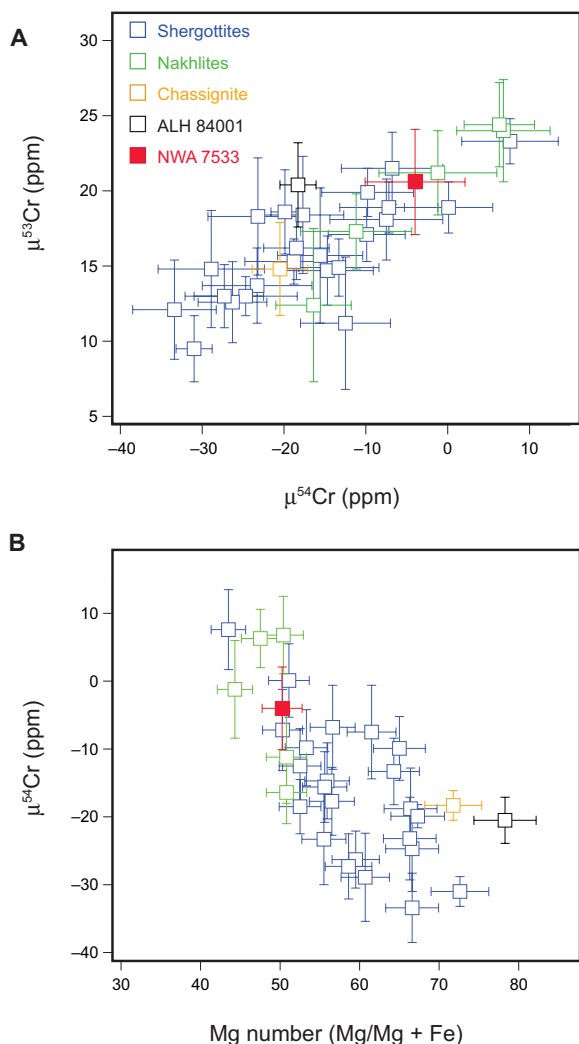 A
30
25
20
15
10
5
Shergottites
Nakhlites
Chassignite
ALH 84001
NWA 7533
μ⁵³Cr (ppm)
–40 –30 –20 –10 0 10
μ⁵⁴Cr (ppm)
B
10
0
–10
–20
–30
–40
μ⁵⁴Cr (ppm)
30 40 50 60 70 80
Mg number (Mg/Mg + Fe)